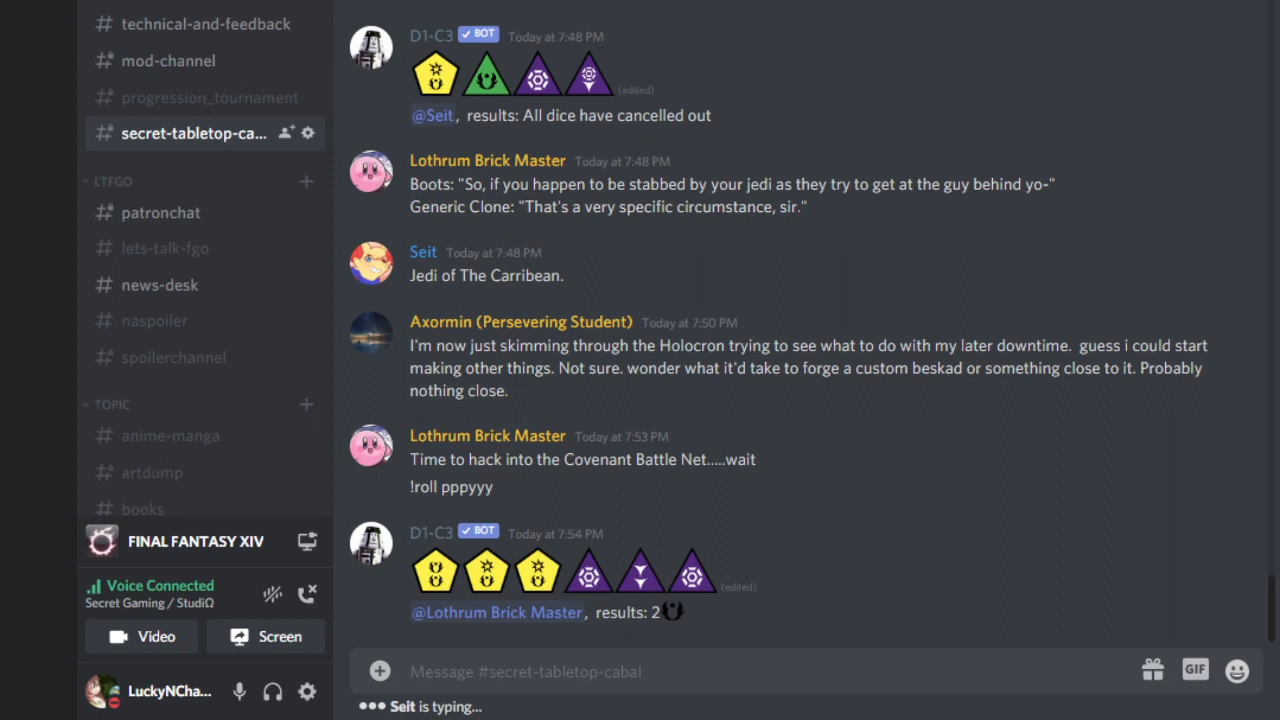 technical-and-feedback
mod-channel
progression_tournament
secret-tabletop-ca...
LTFGO
patronchat
lets-talk-fgo
news-desk
naspoiler
spoilerchannel
TOPIC
anime-manga
artdump
books
FINAL FANTASY XIV
Voice Connected
Secret Gaming / StudiΩ
Video
Screen
LuckyNCha...
D1-C3 BOT Today at 7:48 PM
(edited)
@Seit, results: All dice have cancelled out
Lothrum Brick Master Today at 7:48 PM
Boots: "So, if you happen to be stabbed by your jedi as they try to get at the guy behind yo-"
Generic Clone: "That's a very specific circumstance, sir."
Seit Today at 7:48 PM
Jedi of The Carribean.
Axormin (Persevering Student) Today at 7:50 PM
I'm now just skimming through the Holocron trying to see what to do with my later downtime. guess i could start
making other things. Not sure. wonder what it'd take to forge a custom beskad or something close to it. Probably
nothing close.
Lothrum Brick Master Today at 7:53 PM
Time to hack into the Covenant Battle Net.....wait
!roll pppyyy
D1-C3 BOT Today at 7:54 PM
(edited)
@Lothrum Brick Master, results: 2
Message #secret-tabletop-cabal
GIF
Seit is typing...